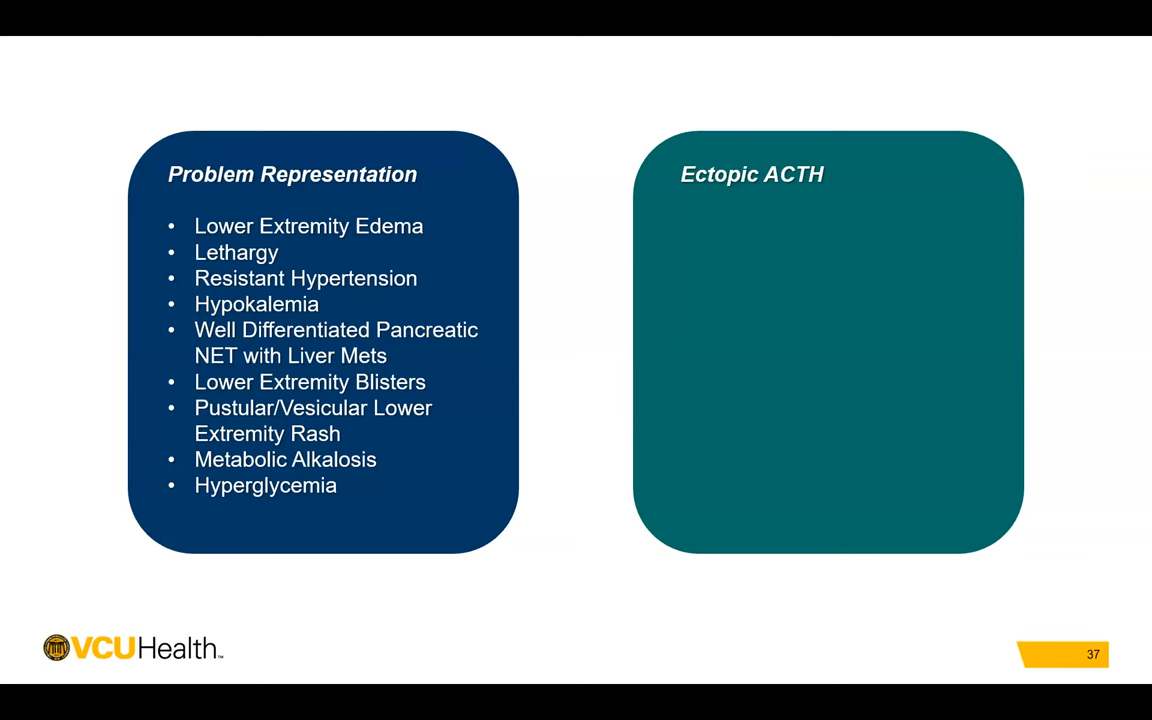 Problem Representation
• Lower Extremity Edema
• Lethargy
• Resistant Hypertension
• Hypokalemia
• Well Differentiated Pancreatic
NET with Liver Mets
• Lower Extremity Blisters
• Pustular/Vesicular Lower
Extremity Rash
• Metabolic Alkalosis
• Hyperglycemia
Ectopic ACTH
VCUHealth™
37